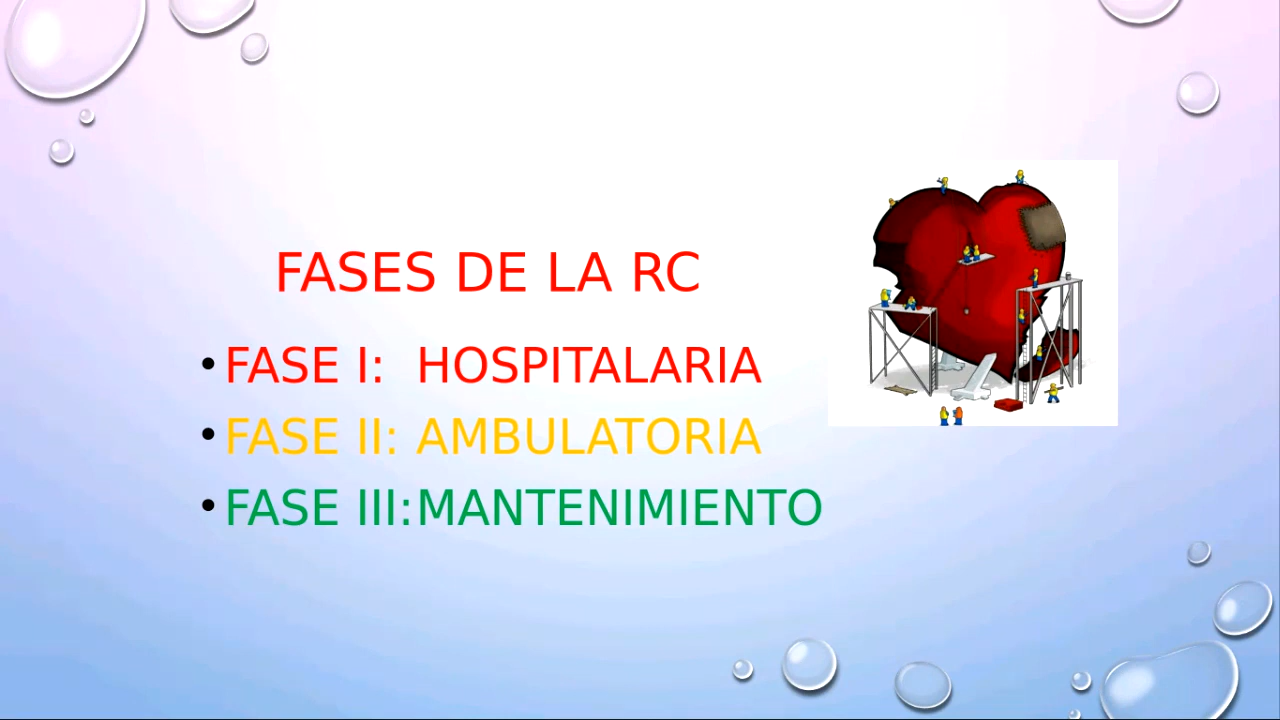 FASES DE LA RC
• FASE I: HOSPITALARIA
• FASE II: AMBULATORIA
• FASE III:MANTENIMIENTO